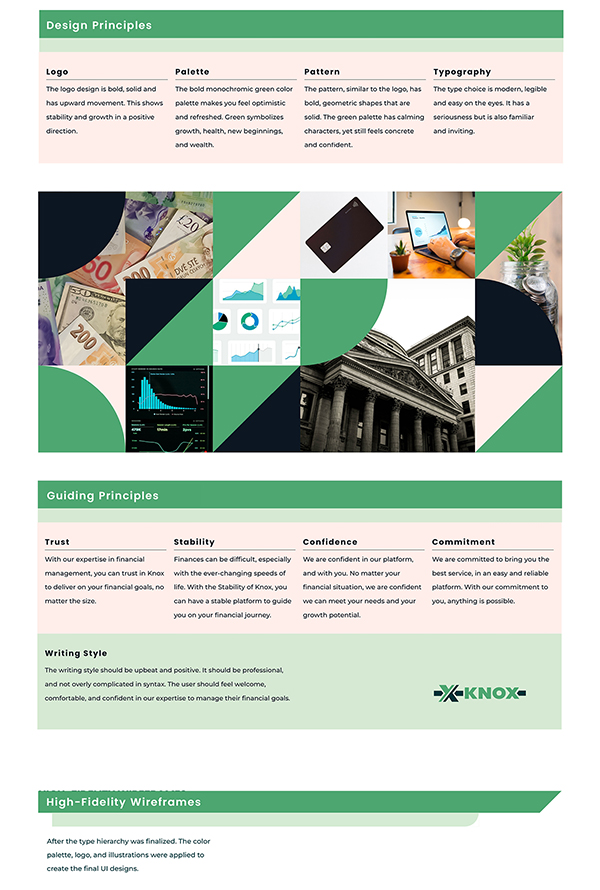 Design Principles
Logo
The logo design is bold, solid and
has upward movement. This shows
stability and growth in a positive
direction.
Palette
The bold monochromic green color
palette makes you feel optimistic
and refreshed. Green symbolizes
growth, health, new beginnings,
and wealth.
Pattern
The pattern, similar to the logo, has
bold, geometric shapes that are
solid. The green palette has calming
characters, yet still feels concrete
and confident.
Typography
The type choice is modern, legible
and easy on the eyes. It has a
seriousness but is also familiar
and inviting.
£20
50
DVE STĚ
200
Guiding Principles
Trust
With our expertise in financial
management, you can trust in Knox
to deliver on your financial goals, no
matter the size.
Stability
Finances can be difficult, especially
with the ever-changing speeds of
life. With the Stability of Knox, you
can have a stable platform to guide
you on your financial journey.
Confidence
We are confident in our platform,
and with you. No matter your
financial situation, we are confident
we can meet your needs and your
growth potential.
Commitment
We are committed to bring you the
best service, in an easy and reliable
platform. With our commitment to
you, anything is possible.
Writing Style
The writing style should be upbeat and positive. It should be professional,
and not overly complicated in syntax. The user should feel welcome,
comfortable, and confident in our expertise to manage their financial goals.
KNOX
High-Fidelity Wireframes
After the type hierarchy was finalized. The color
palette, logo, and illustrations were applied to
create the final UI designs.